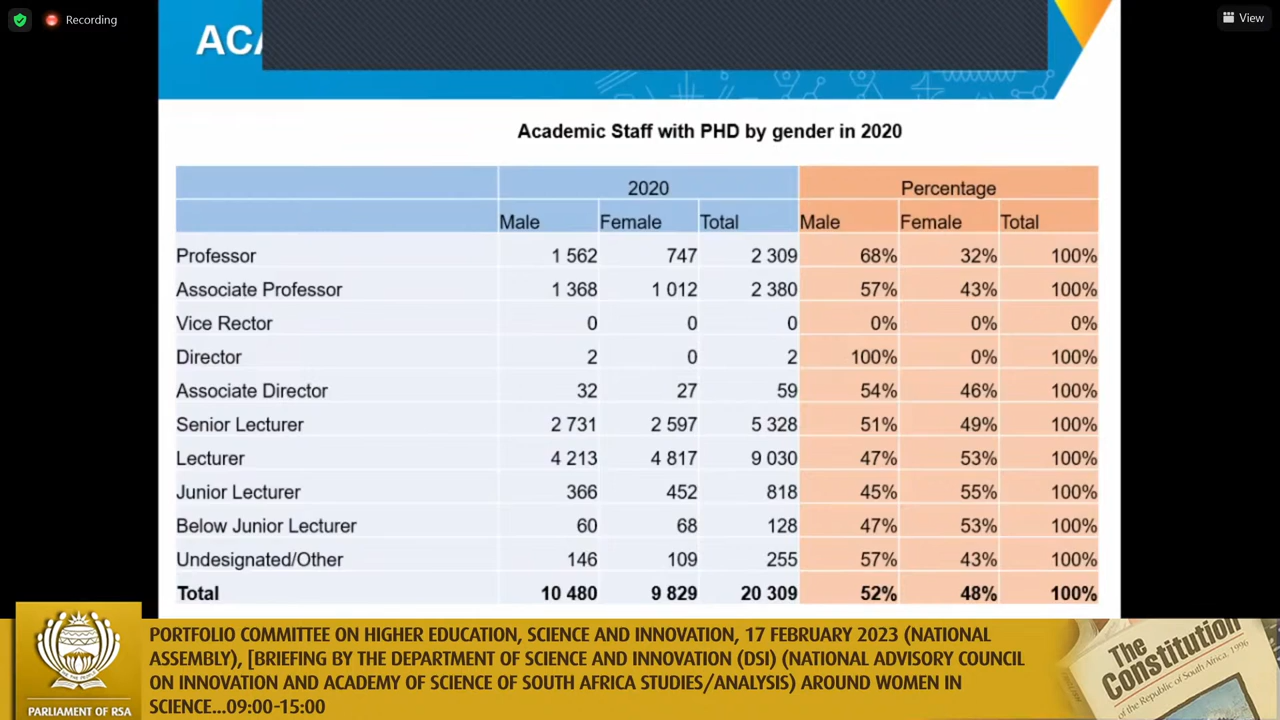 Recording
View
ACA
Academic Staff with PHD by gender in 2020
2020 Percentage
Male Female Total Male Female Total
Professor 1 562 747 2 309 68% 32% 100%
Associate Professor 1 368 1 012 2 380 57% 43% 100%
Vice Rector 0 0 0 0% 0% 0%
Director 2 0 2 100% 0% 100%
Associate Director 32 27 59 54% 46% 100%
Senior Lecturer 2 731 2 597 5 328 51% 49% 100%
Lecturer 4 213 4 817 9 030 47% 53% 100%
Junior Lecturer 366 452 818 45% 55% 100%
Below Junior Lecturer 60 68 128 47% 53% 100%
Undesignated/Other 146 109 255 57% 43% 100%
Total 10 480 9 829 20 309 52% 48% 100%
PORTFOLIO COMMITTEE ON HIGHER EDUCATION, SCIENCE AND INNOVATION, 17 FEBRUARY 2023 (NATIONAL
ASSEMBLY), [BRIEFING BY THE DEPARTMENT OF SCIENCE AND INNOVATION (DSI) (NATIONAL ADVISORY COUNCIL
ON INNOVATION AND ACADEMY OF SCIENCE OF SOUTH AFRICA STUDIES/ANALYSIS) AROUND WOMEN IN
SCIENCE...09:00-15:00
PARLIAMENT OF RSA
The
Constitution
of the Republic of South Africa, 1996